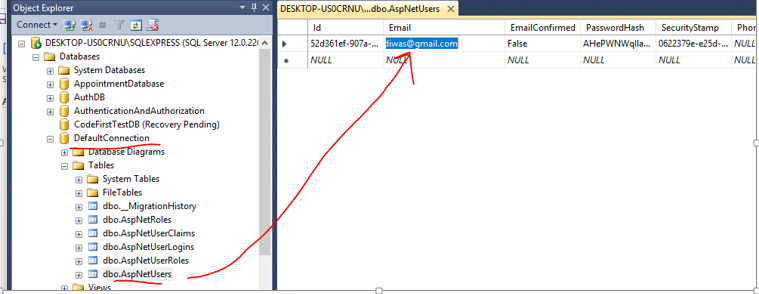 Object Explorer
Connect
DESKTOP-US0CRNU\SQLEXPRESS (SQL Server 12.0.220
Databases
System Databases
AppointmentDatabase
AuthDB
AuthenticationAndAuthorization
CodeFirstTestDB (Recovery Pending)
DefaultConnection
Database Diagrams
Tables
System Tables
FileTables
dbo.__MigrationHistory
dbo.AspNetRoles
dbo.AspNetUserClaims
dbo.AspNetUserLogins
dbo.AspNetUserRoles
dbo.AspNetUsers
Views
DESKTOP-US0CRNU\...dbo.AspNetUsers
Id Email EmailConfirmed PasswordHash SecurityStamp Phon
52d361ef-907a-... diwas@gmail.com False AHePWNWqlla... 0622379e-e25d-... NULL
NULL NULL NULL NULL NULL NULL